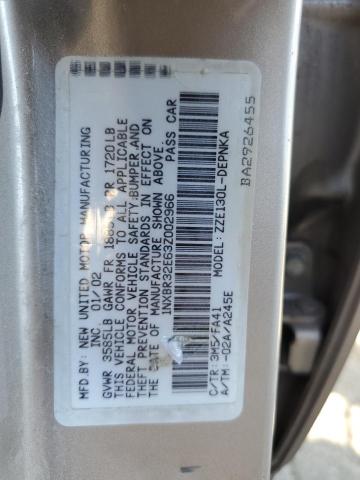 MFD BY: NEW UNITED MOTOR MANUFACTURING
INC 01/02
GVWR 3585LB GAWR FR 1720LB
THIS VEHICLE CONFORMS TO ALL APPLICABLE
FEDERAL MOTOR VEHICLE SAFETY,BUMPER,AND
THEFT PREVENTION STANDARDS IN EFFECT ON
THE DATE OF MANUFACTURE SHOWN ABOVE.
1NXBR32E63Z002966 PASS CAR
MODEL: ZZE130L-DEPNKA
C/TR: 3M5/FA41
A/TM: -02A/A245E
BA2926455